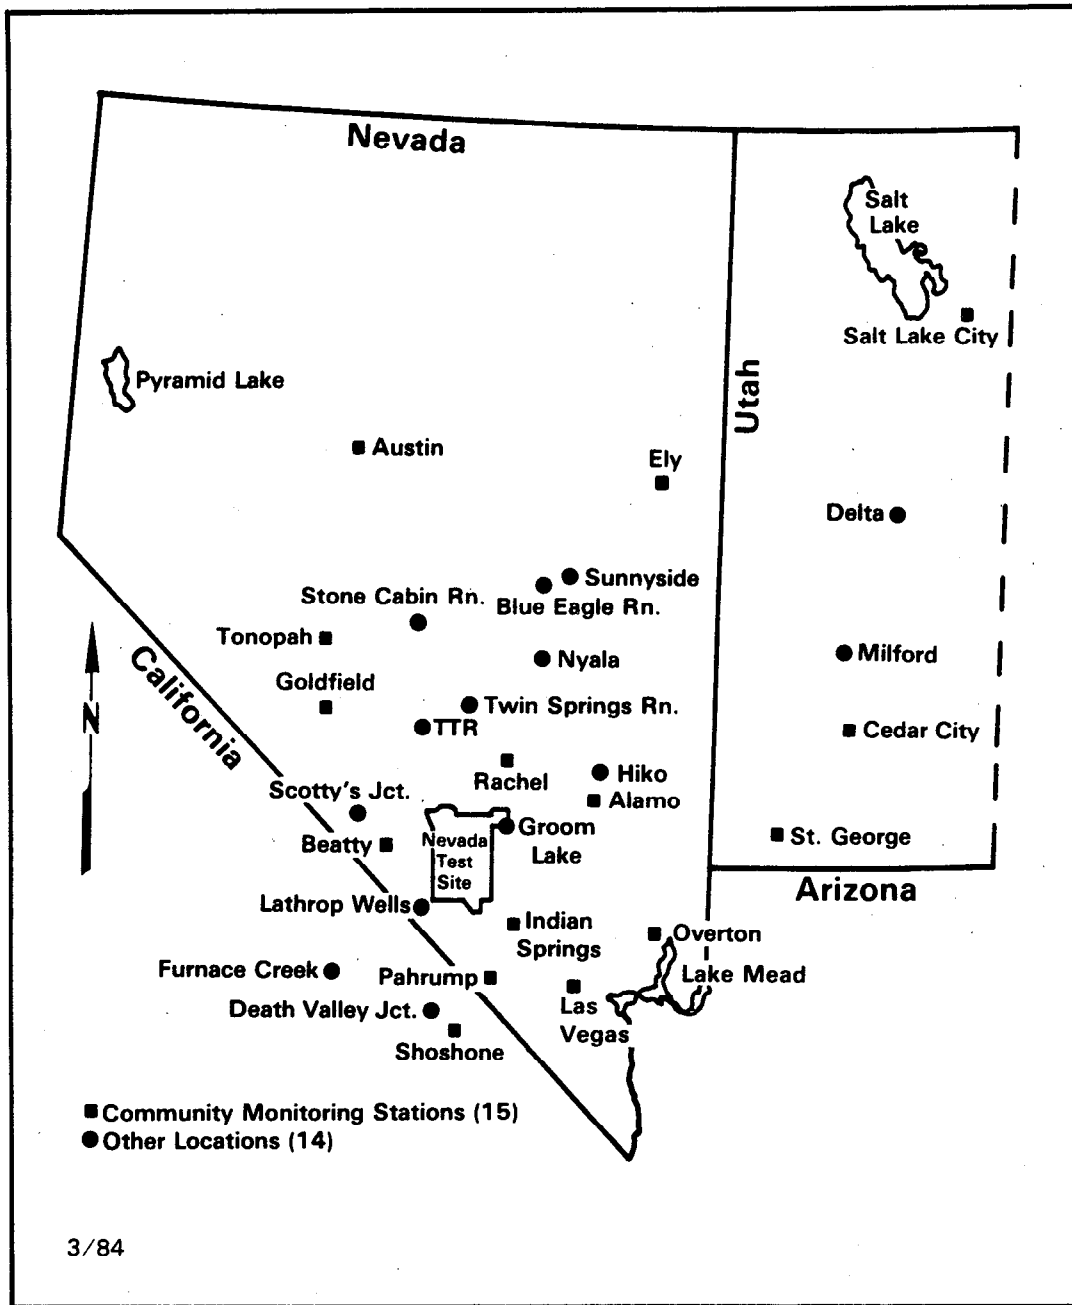 Nevada
Salt
Lake
Salt Lake City
Utah
Pyramid Lake
Austin
Ely
Delta
Sunnyside
Stone Cabin Rn.
Blue Eagle Rn.
Tonopah
Nyala
Milford
California
Goldfield
Twin Springs Rn.
N
TTR
Cedar City
Rachel
Hiko
Scotty's Jct.
Alamo
Groom
Lake
Beatty
Nevada
Test
Site
St. George
Arizona
Lathrop Wells
Indian
Springs
Overton
Furnace Creek
Pahrump
Lake Mead
Death Valley Jct.
Las
Vegas
Shoshone
Community Monitoring Stations (15)
Other Locations (14)
3/84